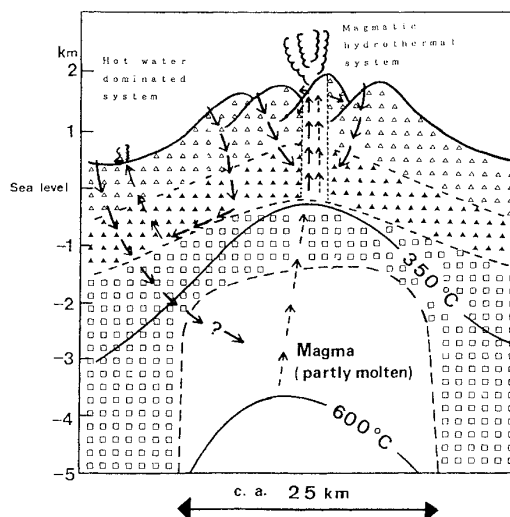 km
2
1
Sea level
-1
-2
-3
-4
-5
Hot water
dominated
system
Magmatic
hydrothermal
system
350°C
?
Magma
(partly molten)
600°C
c. a. 25 km